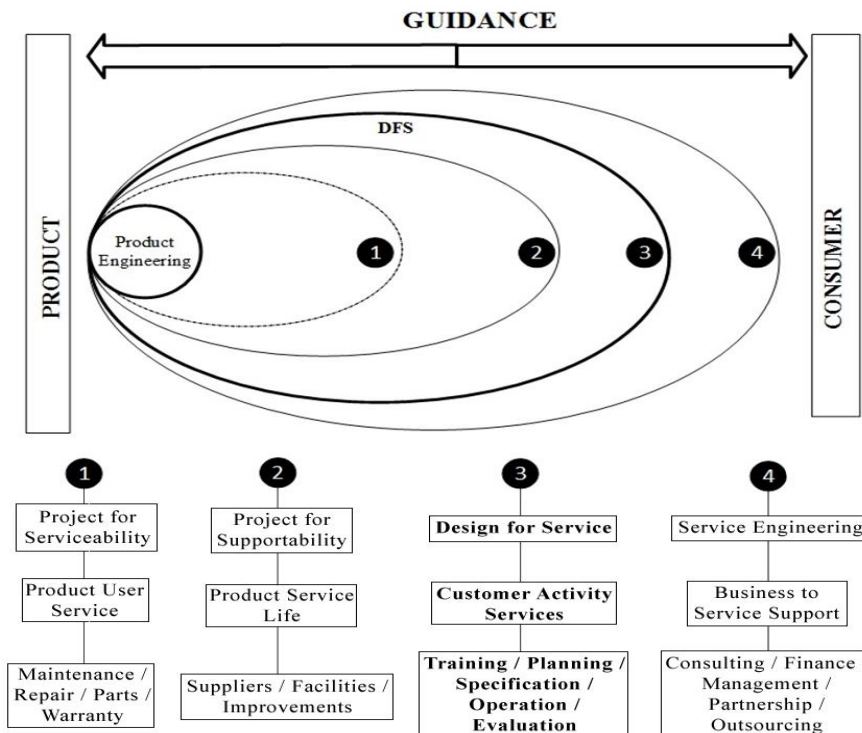 GUIDANCE
PRODUCT
CONSUMER
DFS
Product
Engineering
1
2
3
4
1
Project for
Serviceability
Product User
Service
Maintenance /
Repair / Parts /
Warranty
2
Project for
Supportability
Product Service
Life
Suppliers / Facilities /
Improvements
3
Design for Service
Customer Activity
Services
Training / Planning /
Specification /
Operation /
Evaluation
4
Service Engineering
Business to
Service Support
Consulting / Finance
Management /
Partnership /
Outsourcing